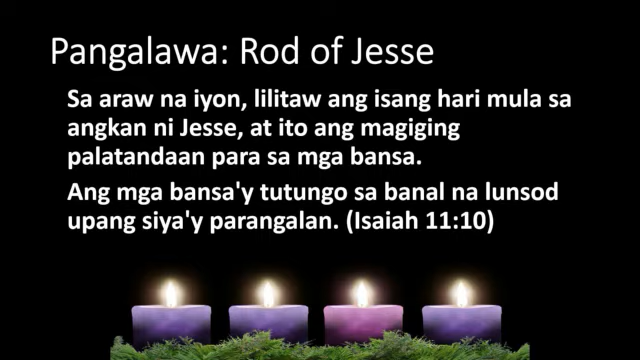 Pangalawa: Rod of Jesse
Sa araw na iyon, lilitaw ang isang hari mula sa
angkan ni Jesse, at ito ang magiging
palatandaan para sa mga bansa.
Ang mga bansa'y tutungo sa banal na lunsod
upang siya'y parangalan. (Isaiah 11:10)